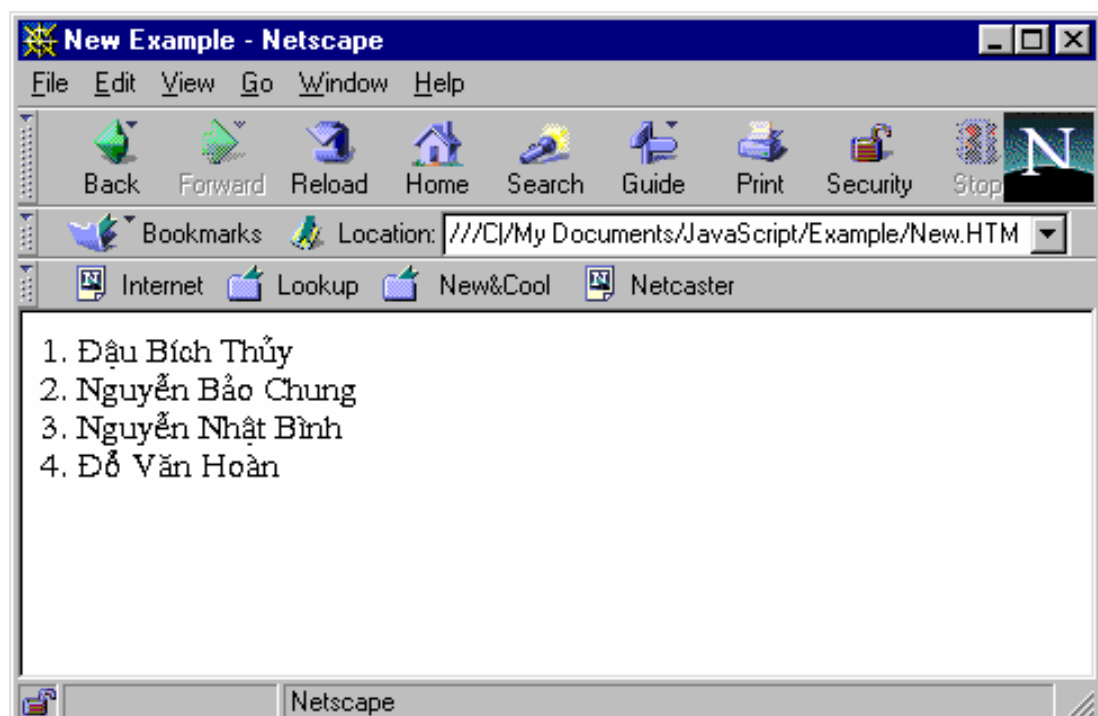 New Example - Netscape
File Edit View Go Window Help
Back Forward Reload Home Search Guide Print Security Stop N
Bookmarks Location: ///C|/My Documents/JavaScript/Example/New.HTM
Internet Lookup New&Cool Netcaster
1. Đậu Bích Thủy
2. Nguyễn Bảo Chung
3. Nguyễn Nhật Bình
4. Đỗ Văn Hoàn
Netscape